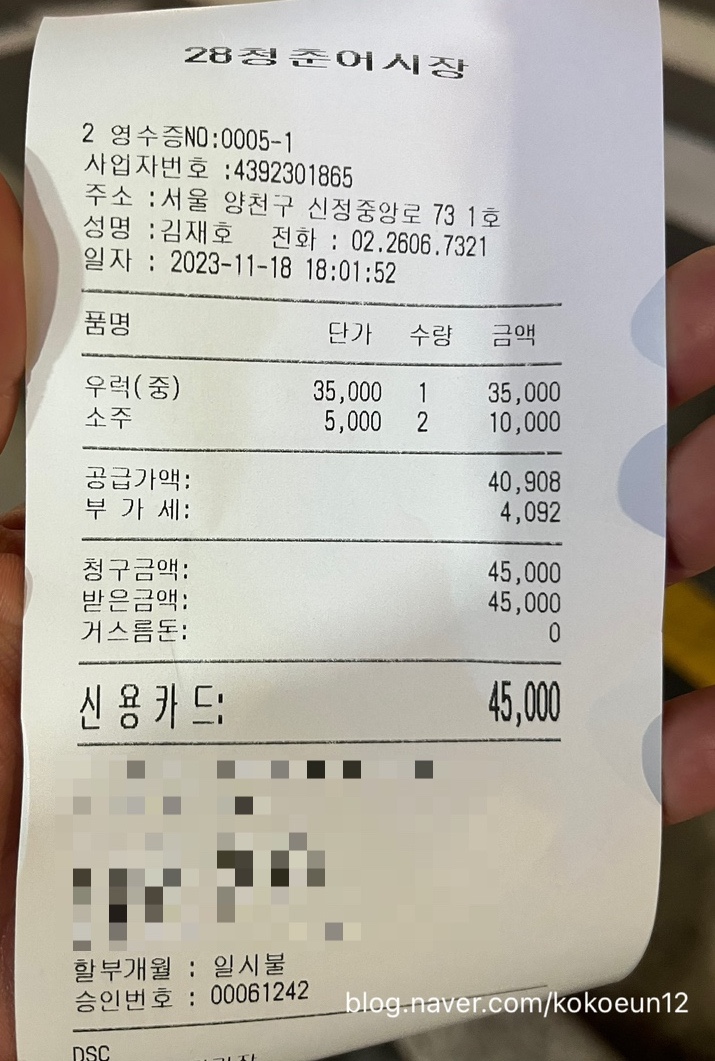 28청춘어시장
2 영수증NO:0005-1
사업자번호 :4392301865
주소 :서울 양천구 신정중앙로 73 1호
성명 :김재호 전화 : 02.2606.7321
일자 : 2023-11-18 18:01:52
품명 단가 수량 금액
우럭(중) 35,000 1 35,000
소주 5,000 2 10,000
공급가액: 40,908
부 가 세: 4,092
청구금액: 45,000
받은금액: 45,000
거스름돈: 0
신용카드: 45,000
할부개월 : 일시불
승인번호 : 00061242
blog.naver.com/kokoeun12
DSC